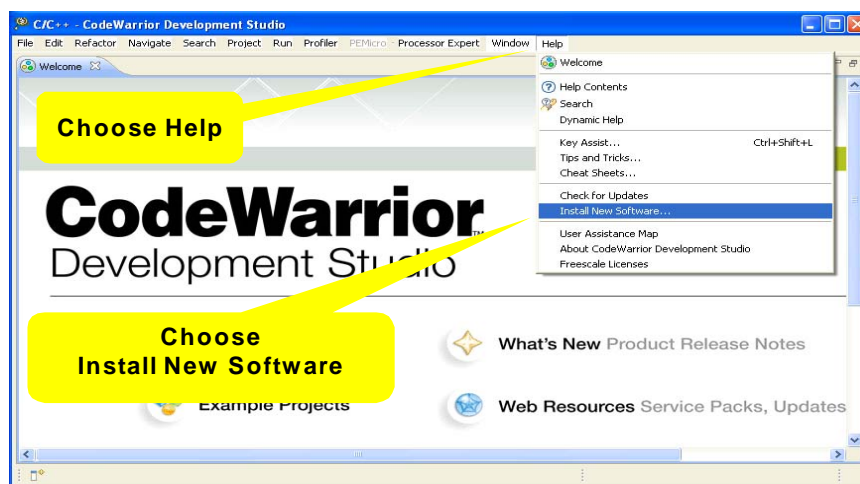 C/C++ - CodeWarrior Development Studio
File Edit Refactor Navigate Search Project Run Profiler PEMicro Processor Expert Window Help
Welcome
Welcome
Help Contents
Search
Dynamic Help
Key Assist... Ctrl+Shift+L
Tips and Tricks...
Cheat Sheets...
Check for Updates
Install New Software...
User Assistance Map
About CodeWarrior Development Studio
Freescale Licenses
Choose Help
CodeWarrior™
Development Studio
Choose
Install New Software
What's New Product Release Notes
Example Projects
Web Resources Service Packs, Updates